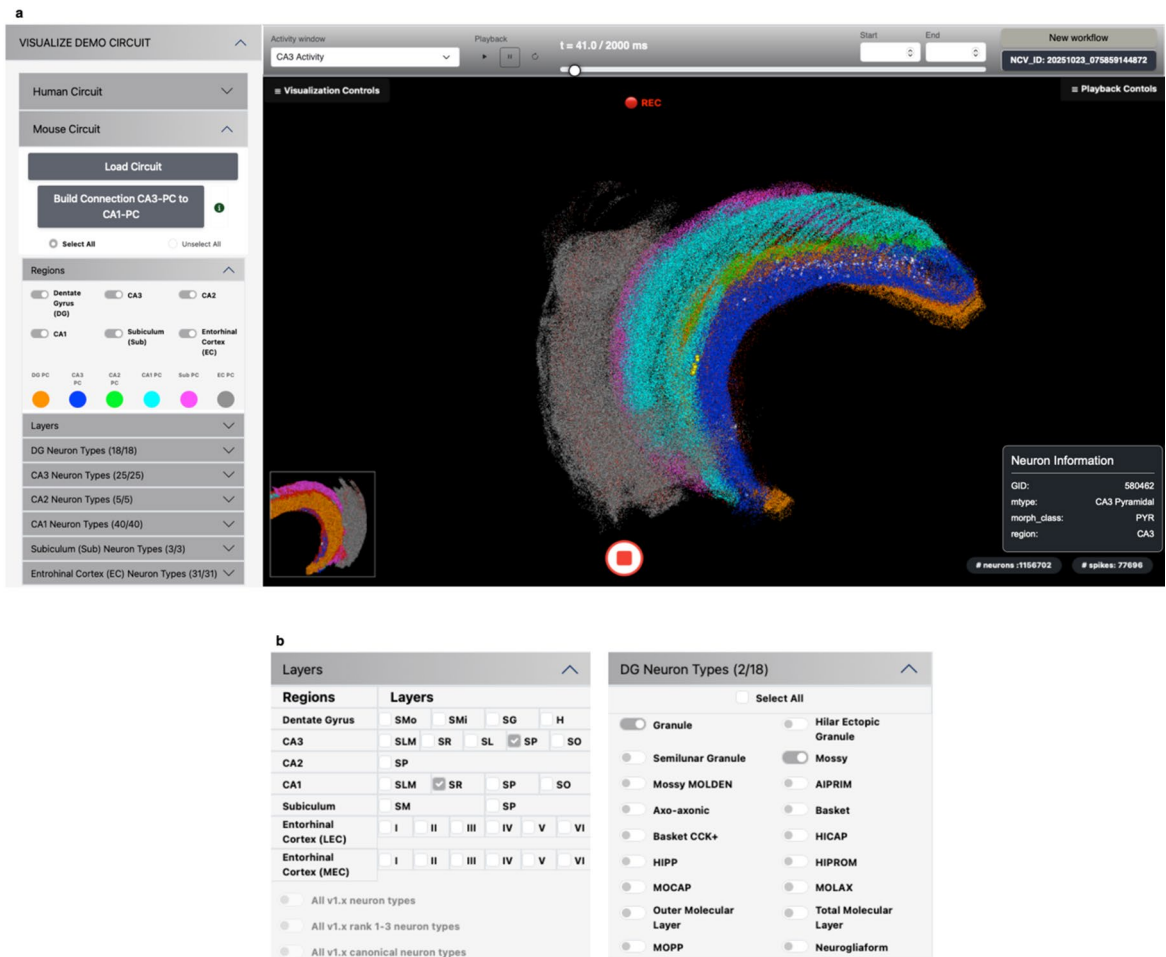 a
VISUALIZE DEMO CIRCUIT
Human Circuit
Mouse Circuit
Load Circuit
Build Connection CA3-PC to
CA1-PC
i
Select All
Unselect All
Regions
Dentate
Gyrus
(DG)
CA3
CA2
CA1
Subiculum
(Sub)
Entorhinal
Cortex
(EC)
DG PC
CA3
PC
CA2
PC
CA1 PC
Sub PC
EC PC
Layers
DG Neuron Types (18/18)
CA3 Neuron Types (25/25)
CA2 Neuron Types (5/5)
CA1 Neuron Types (40/40)
Subiculum (Sub) Neuron Types (3/3)
Entrohinal Cortex (EC) Neuron Types (31/31)
Activity window
CA3 Activity
Playback
t = 41.0 / 2000 ms
Start
End
New workflow
NCV_ID: 20251023_075859144872
≡ Visualization Controls
REC
≡ Playback Contols
Neuron Information
GID: 580462
mtype: CA3 Pyramidal
morph_class: PYR
region: CA3
# neurons :1156702
# spikes: 77696
b
Layers
Regions Layers
Dentate Gyrus SMo SMi SG H
CA3 SLM SR SL SP SO
CA2 SP
CA1 SLM SR SP SO
Subiculum SM SP
Entorhinal
Cortex (LEC)
I II III IV V VI
Entorhinal
Cortex (MEC)
I II III IV V VI
All v1.x neuron types
All v1.x rank 1-3 neuron types
All v1.x canonical neuron types
DG Neuron Types (2/18)
Select All
Granule
Hilar Ectopic
Granule
Semilunar Granule
Mossy
Mossy MOLDEN
AIPRIM
Axo-axonic
Basket
Basket CCK+
HICAP
HIPP
HIPROM
MOCAP
MOLAX
Outer Molecular
Layer
Total Molecular
Layer
MOPP
Neurogliaform